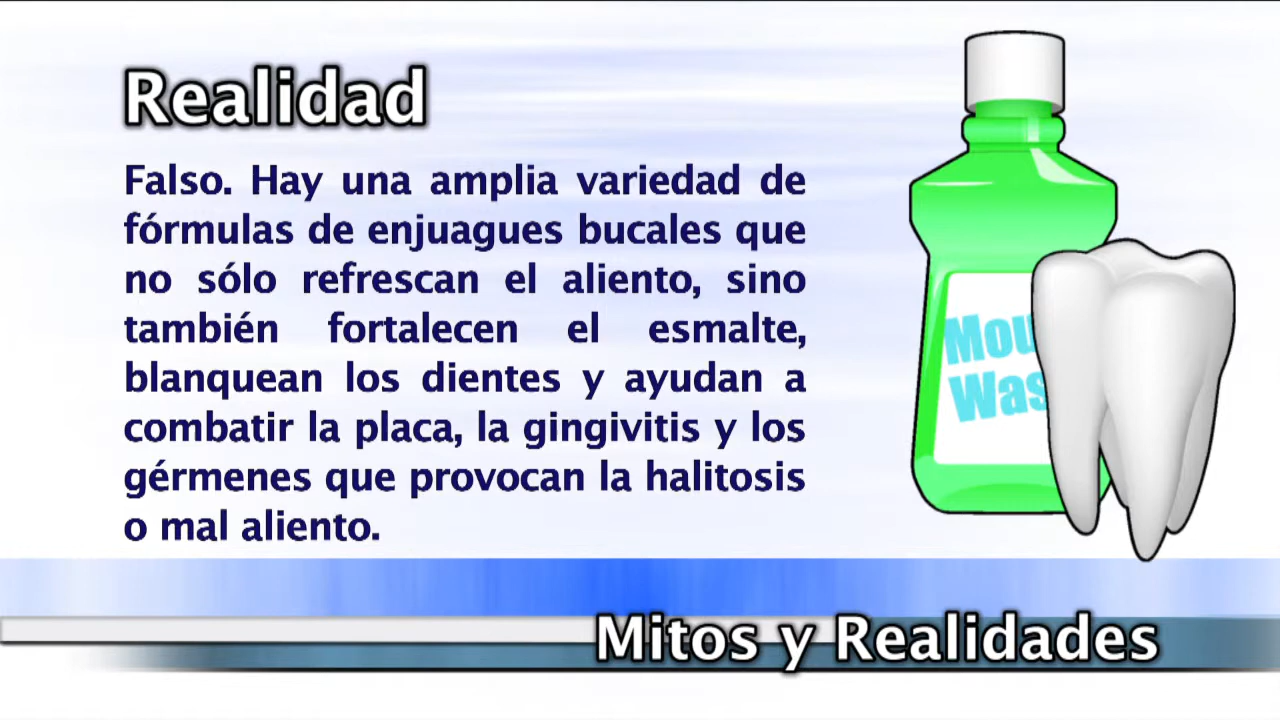 Realidad
Falso. Hay una amplia variedad de
fórmulas de enjuagues bucales que
no sólo refrescan el aliento, sino
también fortalecen el esmalte,
blanquean los dientes y ayudan a
combatir la placa, la gingivitis y los
gérmenes que provocan la halitosis
o mal aliento.
Mou
Was
Mitos y Realidades